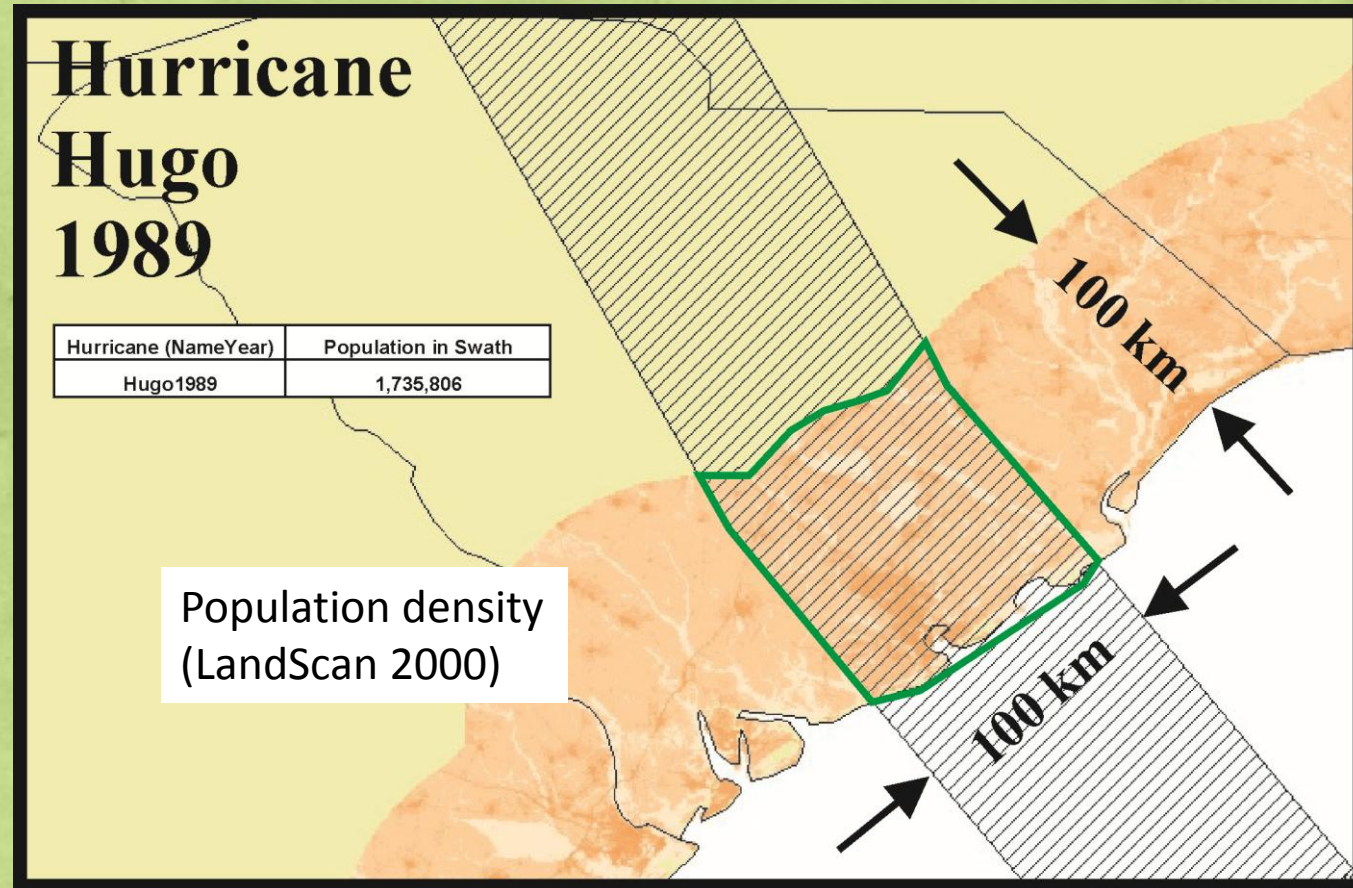 Hurricane
Hugo
1989
Hurricane (NameYear) Population in Swath
Hugo1989 1,735,806
100 km
Population density
(LandScan 2000)
100 km